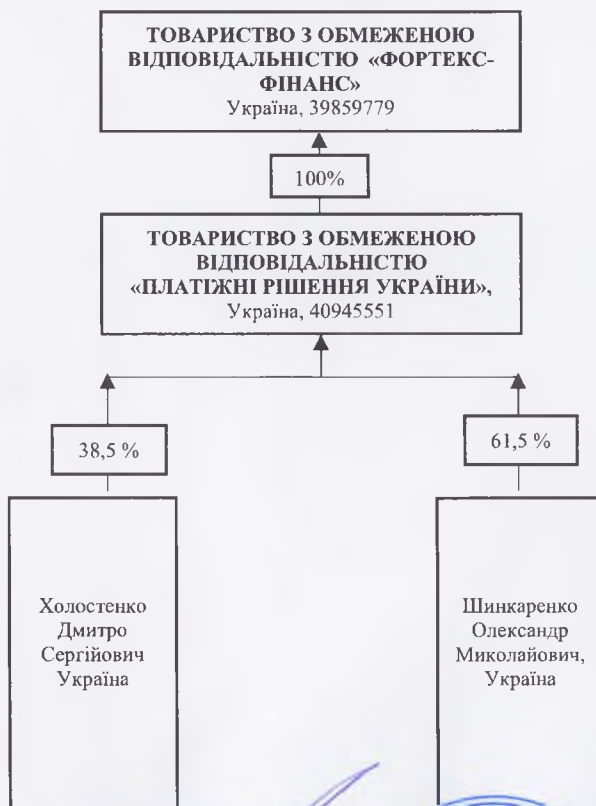 ТОВАРИСТВО З ОБМЕЖЕНОЮ
ВІДПОВІДАЛЬНІСТЮ «ФОРТЕКС-
ФІНАНС»
Україна, 39859779
100%
ТОВАРИСТВО З ОБМЕЖЕНОЮ
ВІДПОВІДАЛЬНІСТЮ
«ПЛАТІЖНІ РІШЕННЯ УКРАЇНИ»,
Україна, 40945551
38,5 %
61,5 %
Холостенко
Дмитро
Сергійович
Україна
Шинкаренко
Олександр
Миколайович,
Україна